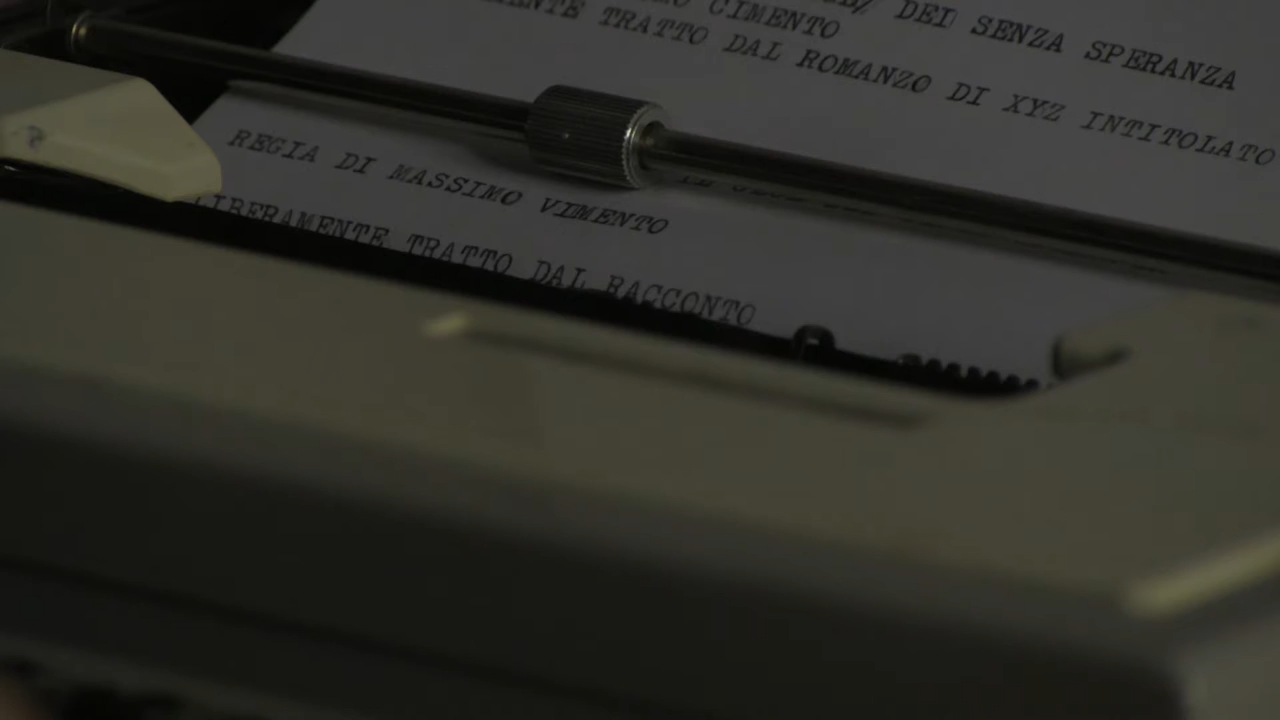 DEI SENZA SPERANZA
CIMENTO
TRATTO DAL ROMANZO DI XYZ INTITOLATO
REGIA DI MASSIMO VIMENTO
LIBERAMENTE TRATTO DAL RACCONTO